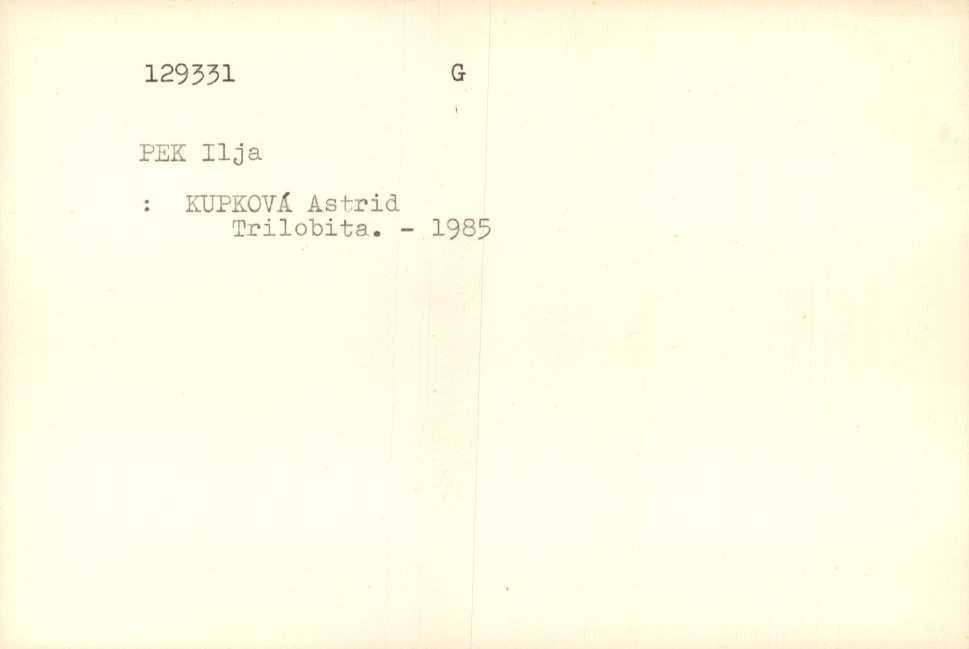 129331 G
PEK Ilja
: KUPKOVÁ Astrid
Trilobita. - 1985